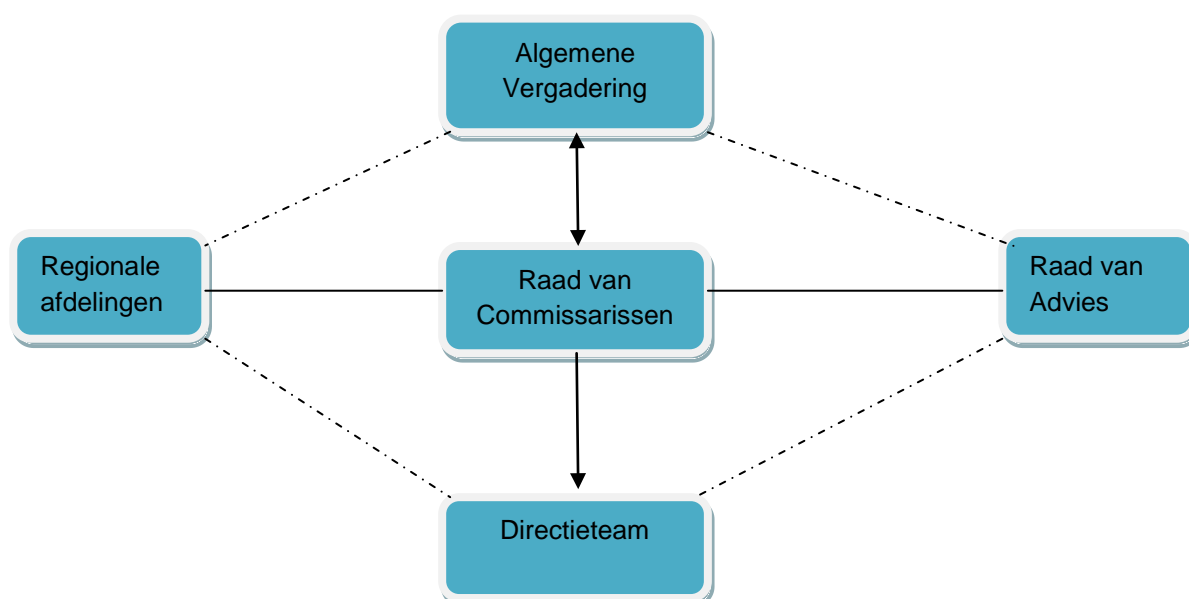 Algemene
Vergadering
Regionale
afdelingen
Raad van
Commissarissen
Raad van
Advies
Directieteam